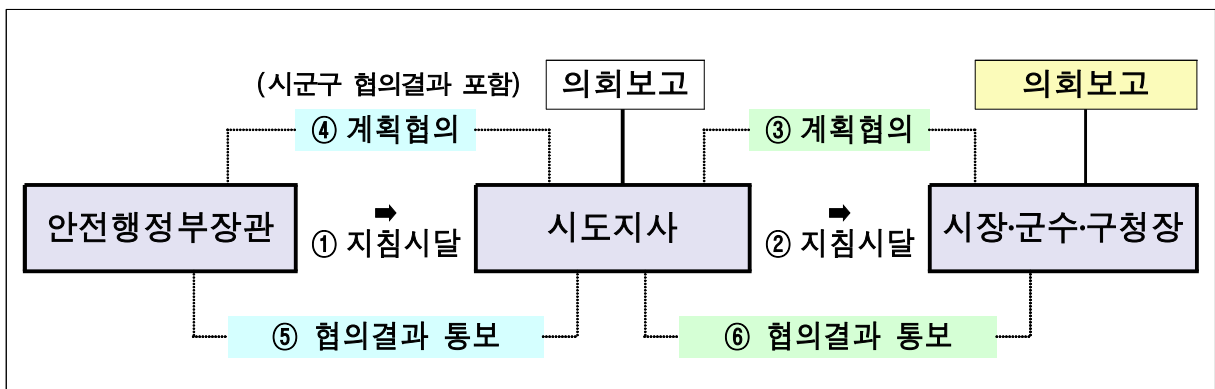 (시군구 협의결과 포함)
의회보고
의회보고
④ 계획협의
③ 계획협의
안전행정부장관
➡
① 지침시달
시도지사
➡
② 지침시달
시장·군수·구청장
⑤ 협의결과 통보
⑥ 협의결과 통보